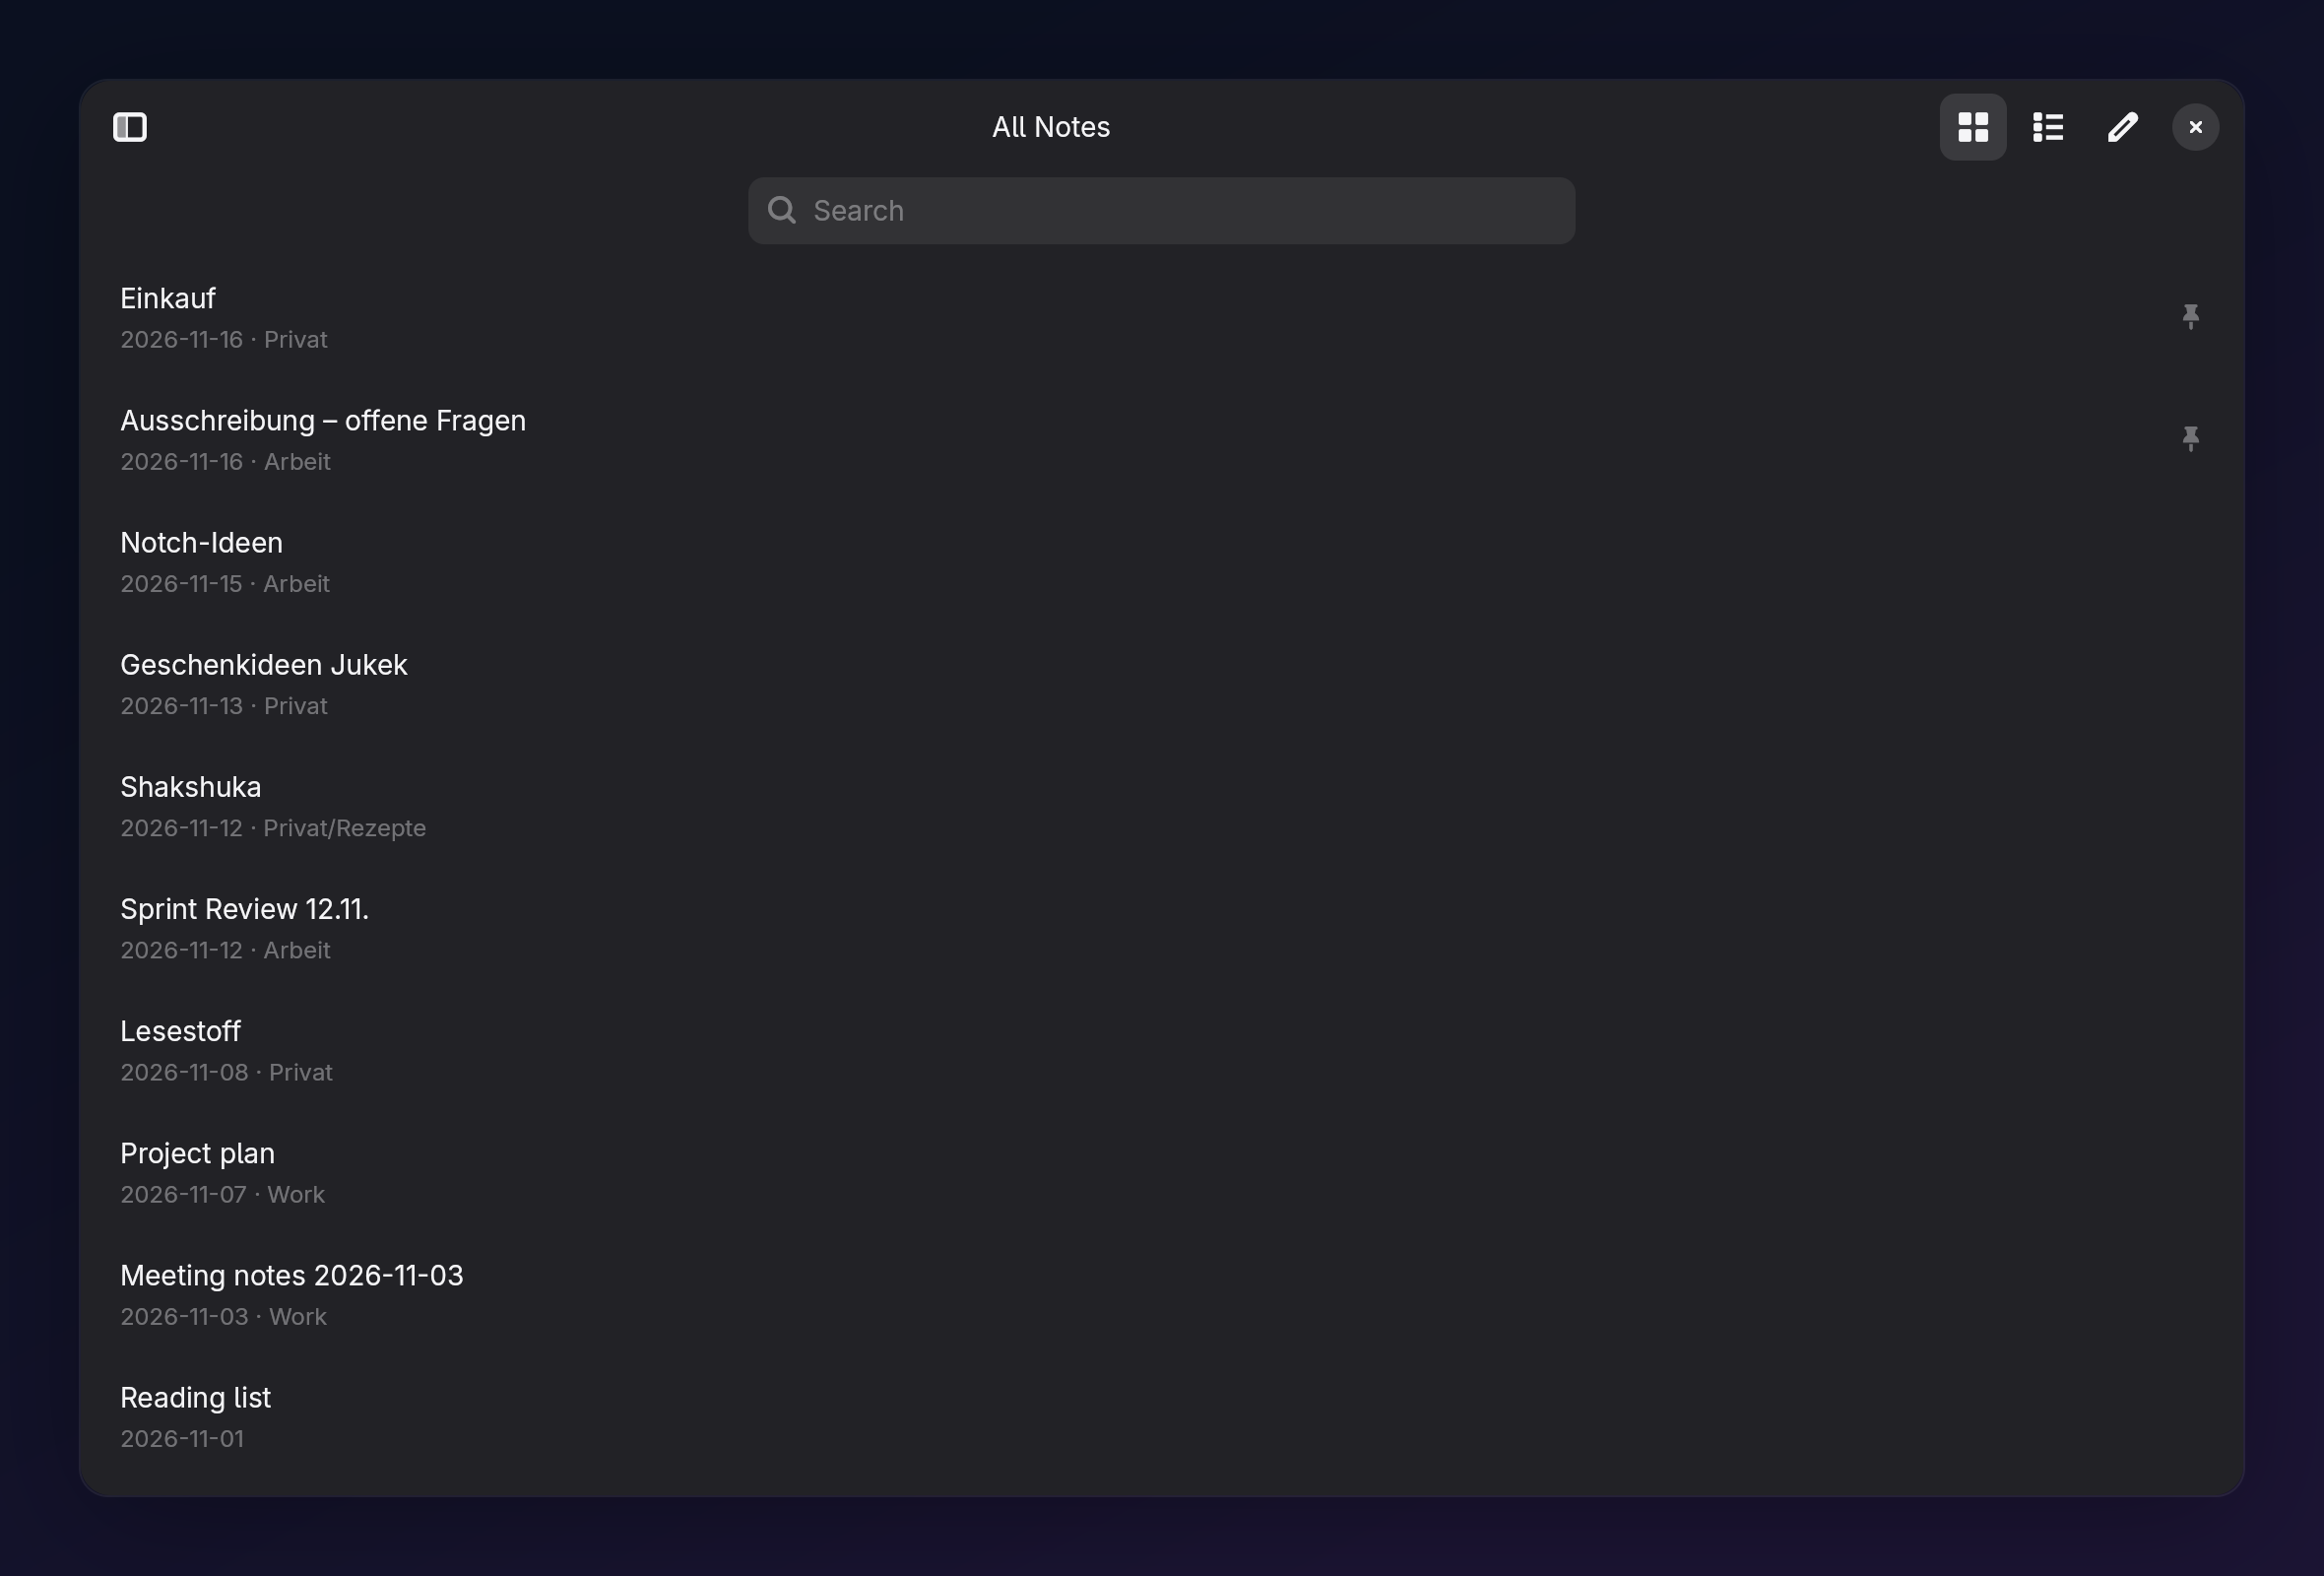 All Notes
Search
Einkauf
2026-11-16 · Privat
Ausschreibung – offene Fragen
2026-11-16 · Arbeit
Notch-Ideen
2026-11-15 · Arbeit
Geschenkideen Jukek
2026-11-13 · Privat
Shakshuka
2026-11-12 · Privat/Rezepte
Sprint Review 12.11.
2026-11-12 · Arbeit
Lesestoff
2026-11-08 · Privat
Project plan
2026-11-07 · Work
Meeting notes 2026-11-03
2026-11-03 · Work
Reading list
2026-11-01